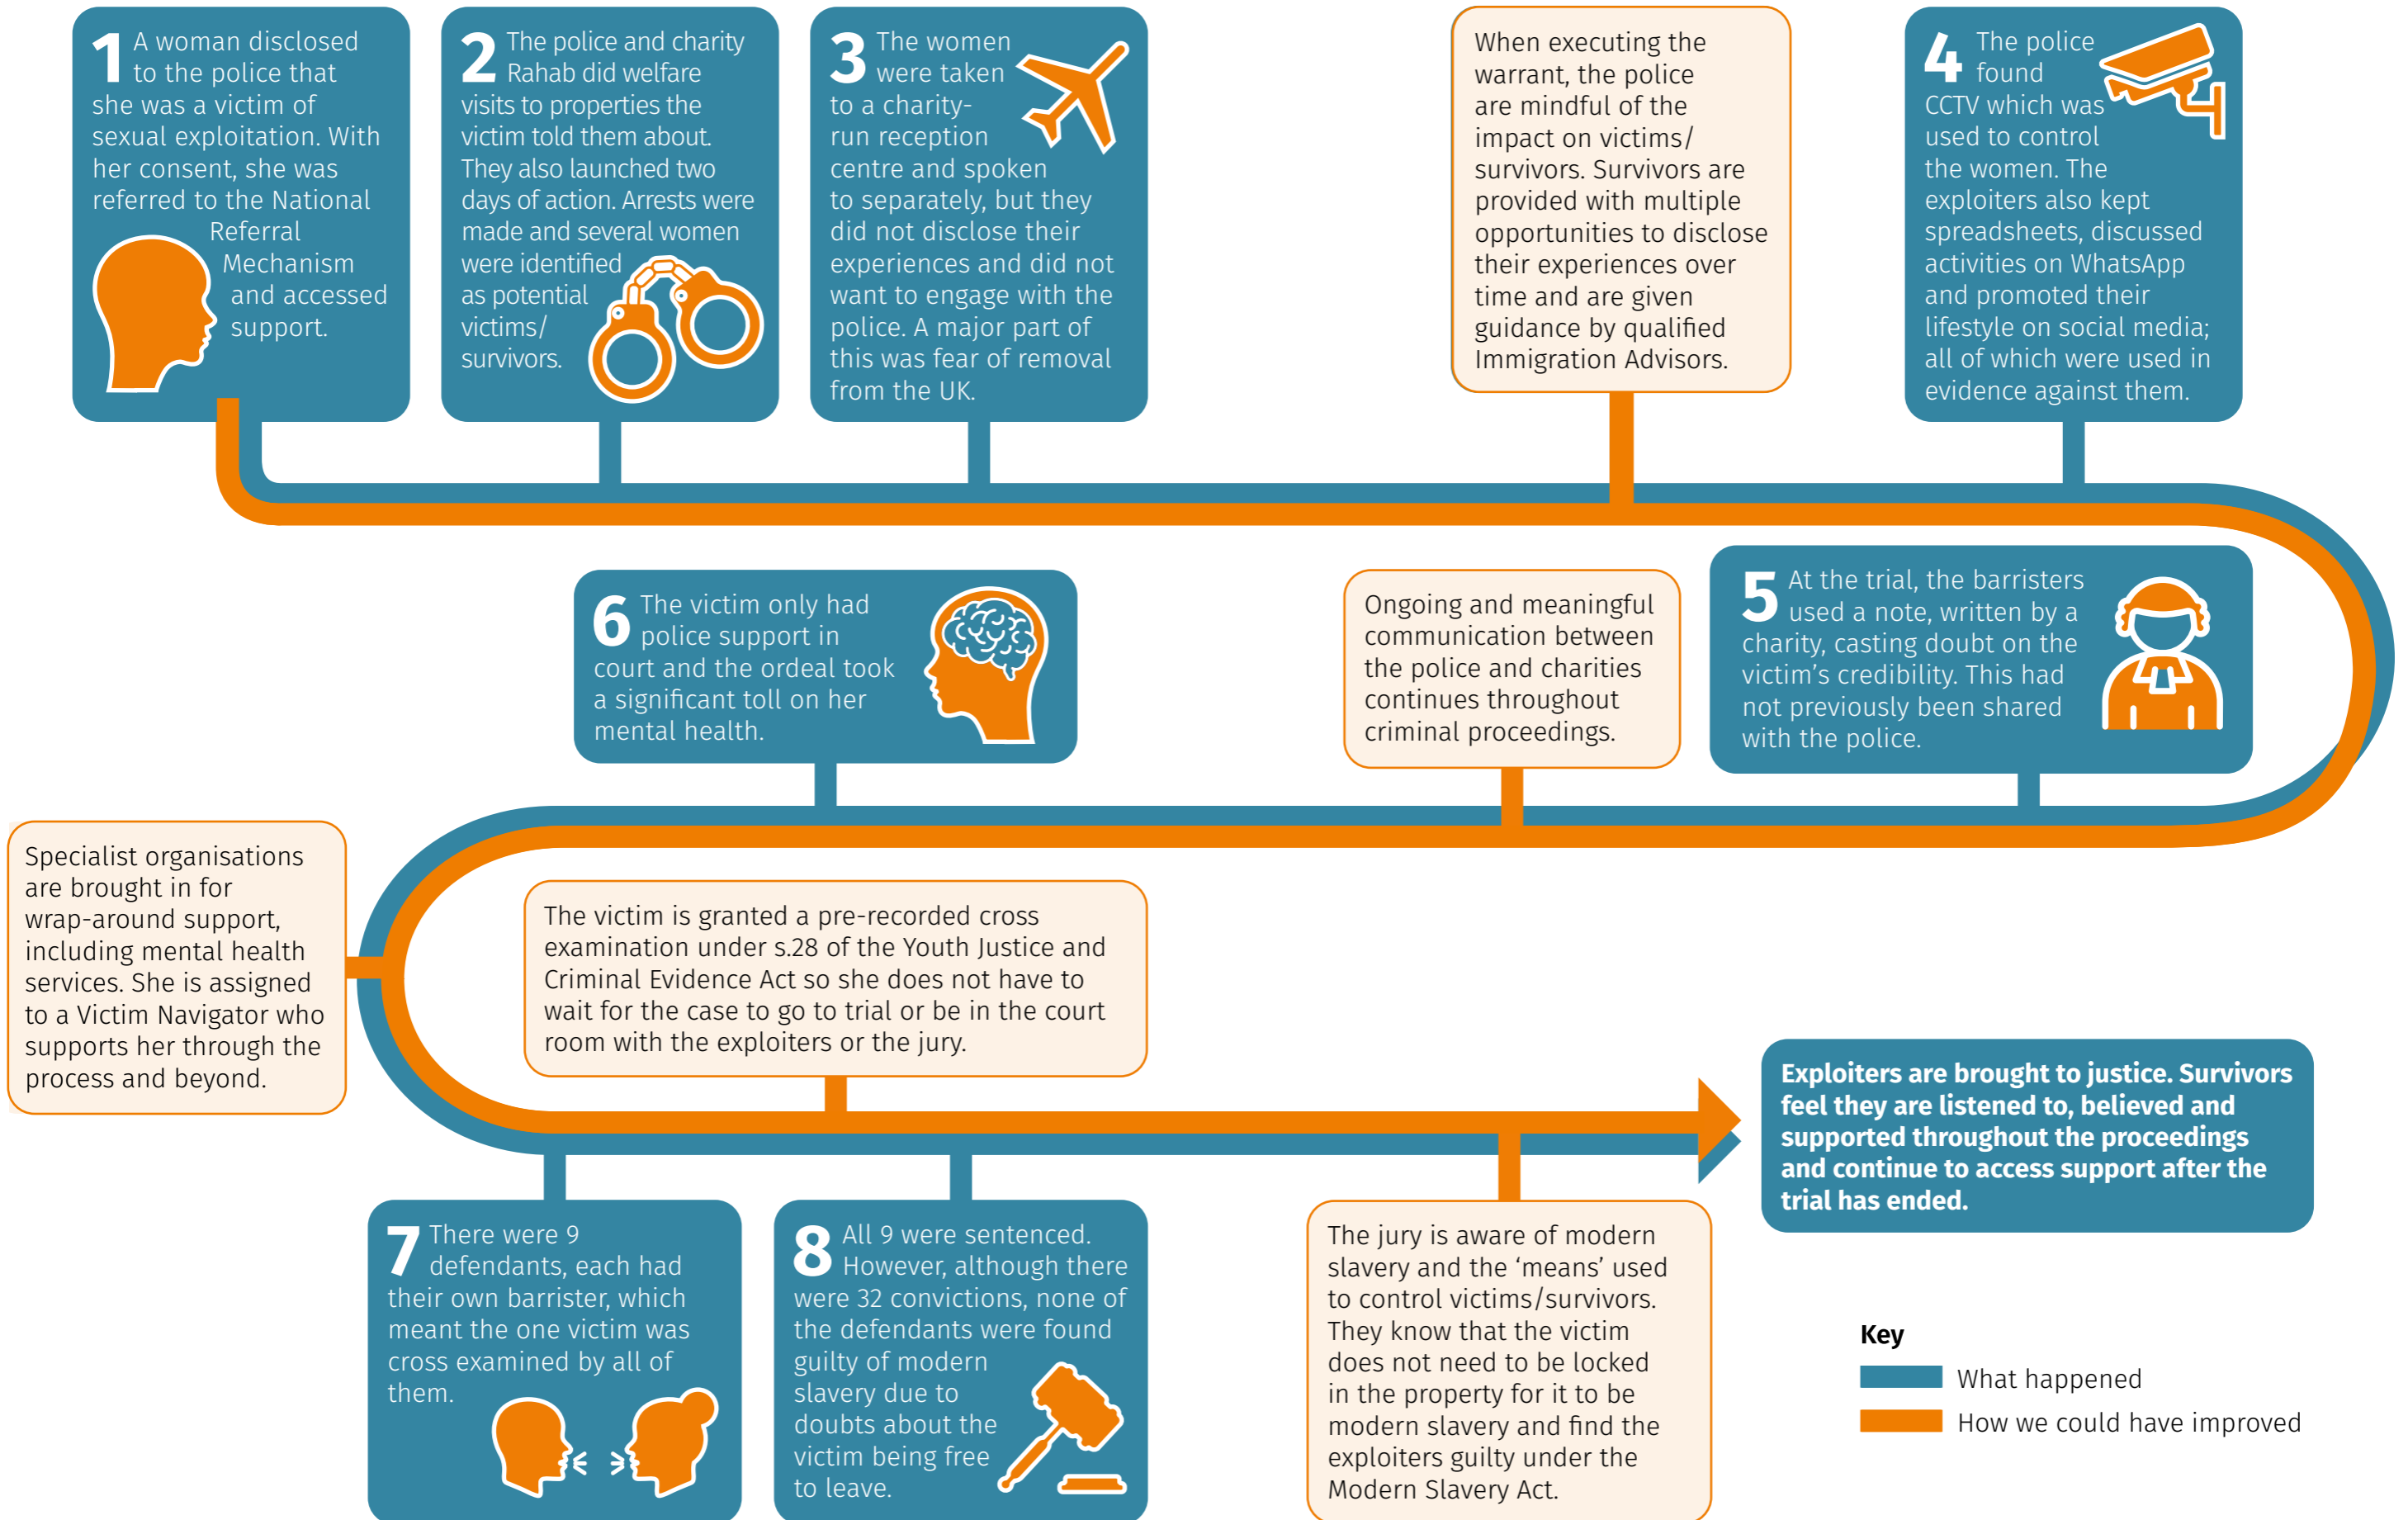 1 A woman disclosed
to the police that
she was a victim of
sexual exploitation. With
her consent, she was
referred to the National
Referral
Mechanism
and accessed
support.
2 The police and charity
Rahab did welfare
visits to properties the
victim told them about.
They also launched two
days of action. Arrests were
made and several women
were identified
as potential
victims/
survivors.
3 The women
were taken
to a charity-
run reception
centre and spoken
to separately, but they
did not disclose their
experiences and did not
want to engage with the
police. A major part of
this was fear of removal
from the UK.
When executing the
warrant, the police
are mindful of the
impact on victims/
survivors. Survivors are
provided with multiple
opportunities to disclose
their experiences over
time and are given
guidance by qualified
Immigration Advisors.
4 The police
found
CCTV which was
used to control
the women. The
exploiters also kept
spreadsheets, discussed
activities on WhatsApp
and promoted their
lifestyle on social media;
all of which were used in
evidence against them.
5 At the trial, the barristers
used a note, written by a
charity, casting doubt on the
victim's credibility. This had
not previously been shared
with the police.
Ongoing and meaningful
communication between
the police and charities
continues throughout
criminal proceedings.
6 The victim only had
police support in
court and the ordeal took
a significant toll on her
mental health.
Specialist organisations
are brought in for
wrap-around support,
including mental health
services. She is assigned
to a Victim Navigator who
supports her through the
process and beyond.
The victim is granted a pre-recorded cross
examination under s.28 of the Youth Justice and
Criminal Evidence Act so she does not have to
wait for the case to go to trial or be in the court
room with the exploiters or the jury.
7 There were 9
defendants, each had
their own barrister, which
meant the one victim was
cross examined by all of
them.
8 All 9 were sentenced.
However, although there
were 32 convictions, none of
the defendants were found
guilty of modern
slavery due to
doubts about the
victim being free
to leave.
The jury is aware of modern
slavery and the ‘means’ used
to control victims/survivors.
They know that the victim
does not need to be locked
in the property for it to be
modern slavery and find the
exploiters guilty under the
Modern Slavery Act.
Exploiters are brought to justice. Survivors
feel they are listened to, believed and
supported throughout the proceedings
and continue to access support after the
trial has ended.
Key
What happened
How we could have improved